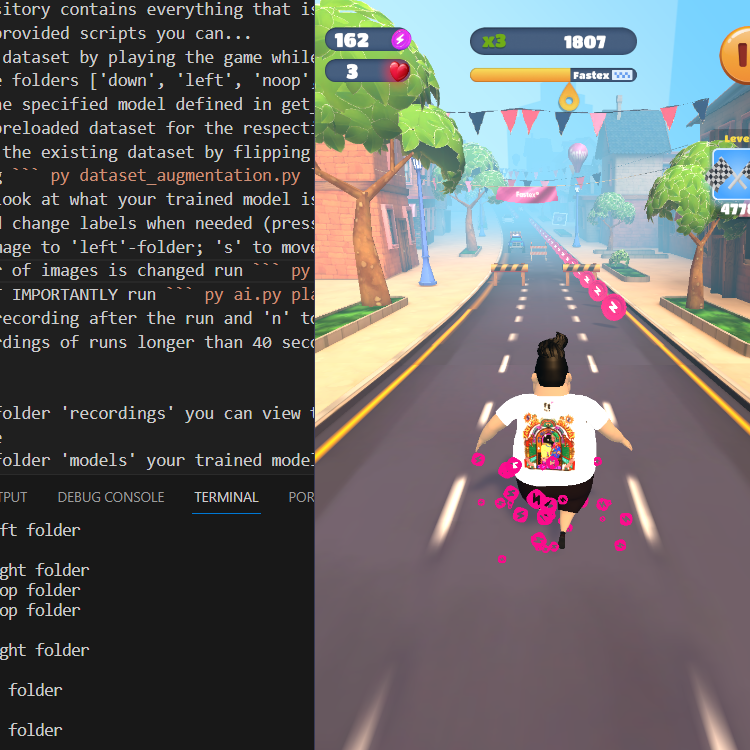 sitory contains everything that is
provided scripts you can...
dataset by playing the game while
e folders ['down', 'left', 'noop',
he specified model defined in get_
preloaded dataset for the respecti
the existing dataset by flipping
g ``` py dataset_augmentation.py `
look at what your trained model is
d change labels when needed (press
mage to 'left'-folder; 's' to move
r of images is changed run ``` py
T IMPORTANTLY run ``` py ai.py pla
recording after the run and 'n' to
rdings of runs longer than 40 seco
folder 'recordings' you can view t
e
folder 'models' your trained model
TPUT DEBUG CONSOLE TERMINAL POR
ft folder
ght folder
op folder
op folder
ght folder
folder
folder
162
3
x3 1807
Fastex
Fastex
Leve
4778